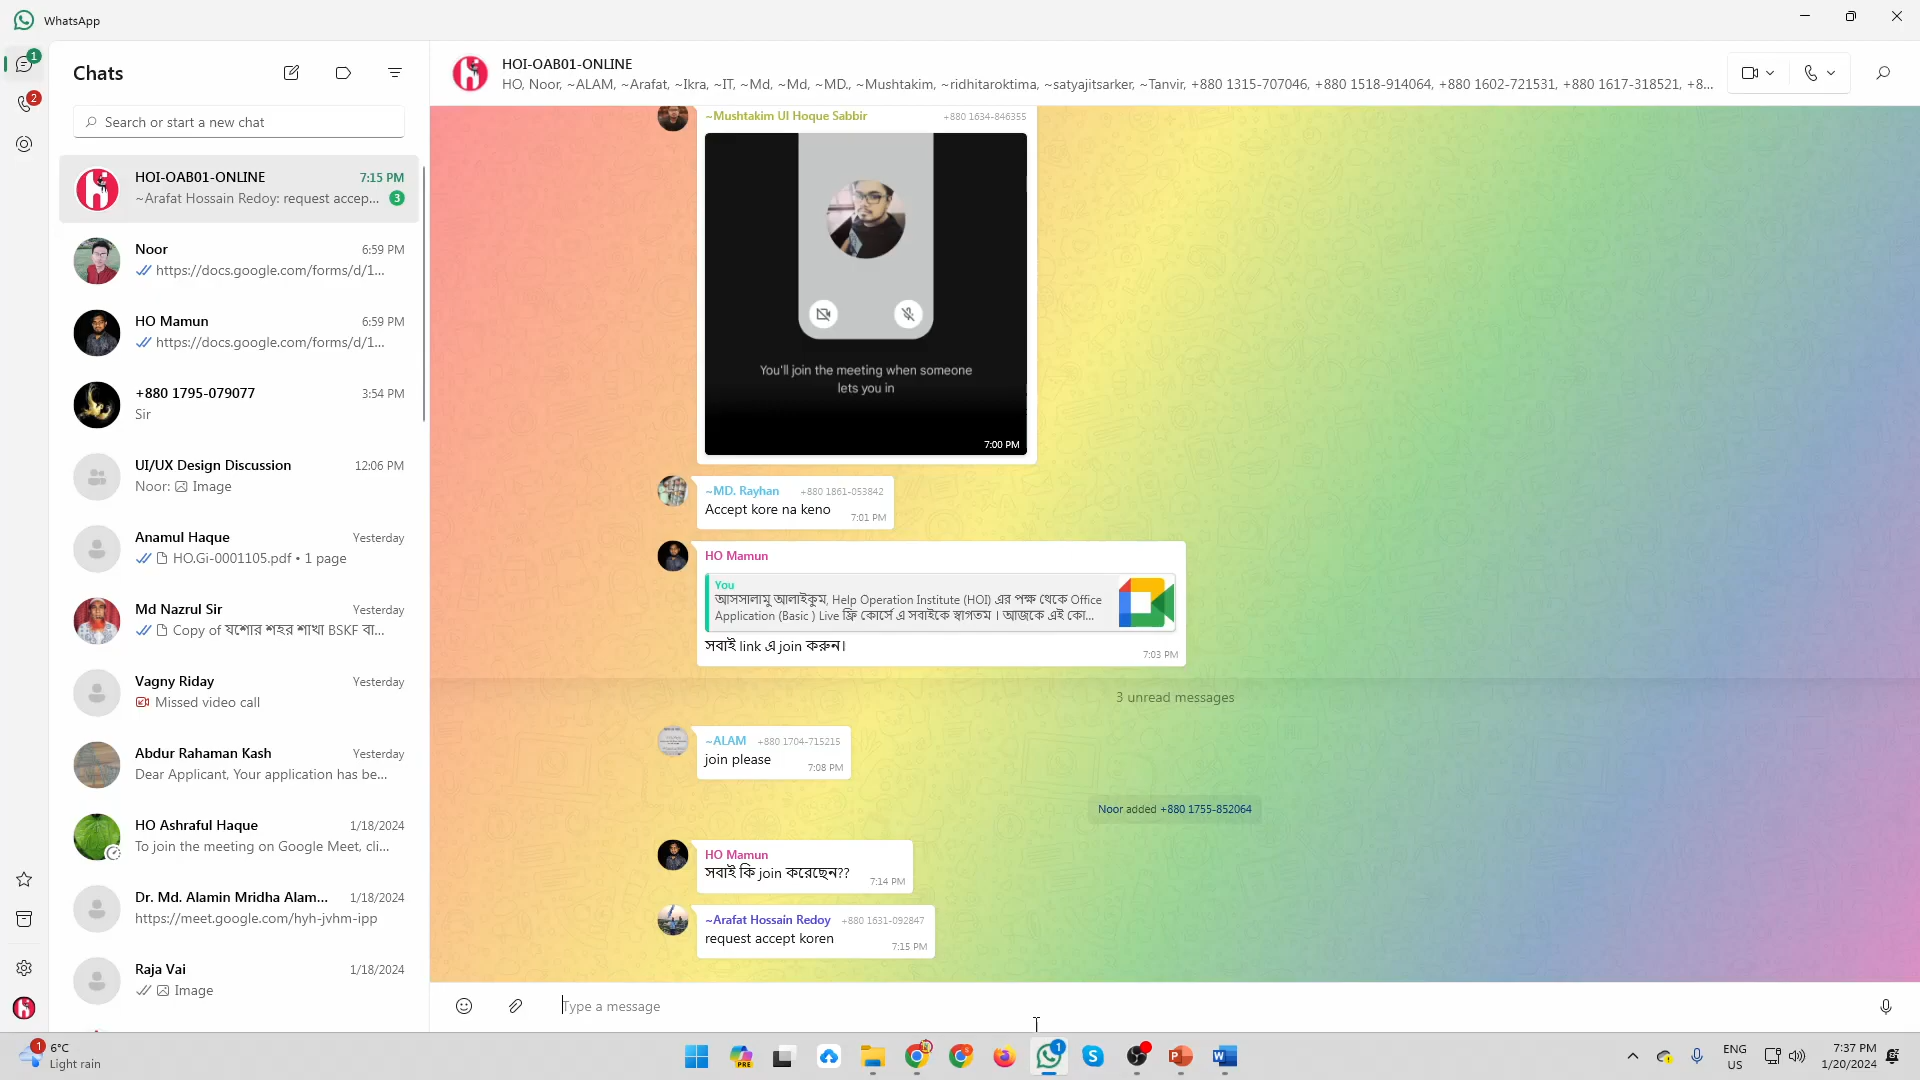 WhatsApp
1
2
Chats
Search or start a new chat
HOI-OAB01-ONLINE
7:15 PM
~Arafat Hossain Redoy: request accep...
3
Noor
6:59 PM
https://docs.google.com/forms/d/1...
HO Mamun
6:59 PM
https://docs.google.com/forms/d/1...
+880 1795-079077
3:54 PM
Sir
UI/UX Design Discussion
12:06 PM
Noor: Image
Anamul Haque
Yesterday
HO.Gi-0001105.pdf • 1 page
Md Nazrul Sir
Yesterday
Copy of যশোর শহর শাখা BSKF বা...
Vagny Riday
Yesterday
Missed video call
Abdur Rahaman Kash
Yesterday
Dear Applicant, Your application has be...
HO Ashraful Haque
1/18/2024
To join the meeting on Google Meet, cli...
Dr. Md. Alamin Mridha Alam...
1/18/2024
https://meet.google.com/hyh-jvhm-ipp
Raja Vai
1/18/2024
Image
HOI-OAB01-ONLINE
HO, Noor, ~ALAM, ~Arafat, ~Ikra, ~IT, ~Md, ~Md, ~MD., ~Mushtakim, ~ridhitaroktima, ~satyajitsarker, ~Tanvir, +880 1315-707046, +880 1518-914064, +880 1602-721531, +880 1617-318521, +8...
~Mushtakim Ul Hoque Sabbir +880 1634-846355
You'll join the meeting when someone
lets you in
7:00 PM
~MD. Rayhan +880 1861-053842
Accept kore na keno
7:01 PM
HO Mamun
You
আসসালামু আলাইকুম, Help Operation Institute (HOI) এর পক্ষ থেকে Office
Application (Basic ) Live ফ্রি কোর্সে এ সবাইকে স্বাগতম । আজকে এই কো...
সবাই link এ join করুন।
7:03 PM
3 unread messages
~ALAM +880 1704-715215
join please
7:08 PM
Noor added +880 1755-852064
HO Mamun
সবাই কি join করেছেন??
7:14 PM
~Arafat Hossain Redoy +880 1631-092847
request accept koren
7:15 PM
Type a message
1
6°C
Light rain
PRE
1
ENG
US
7:37 PM
1/20/2024